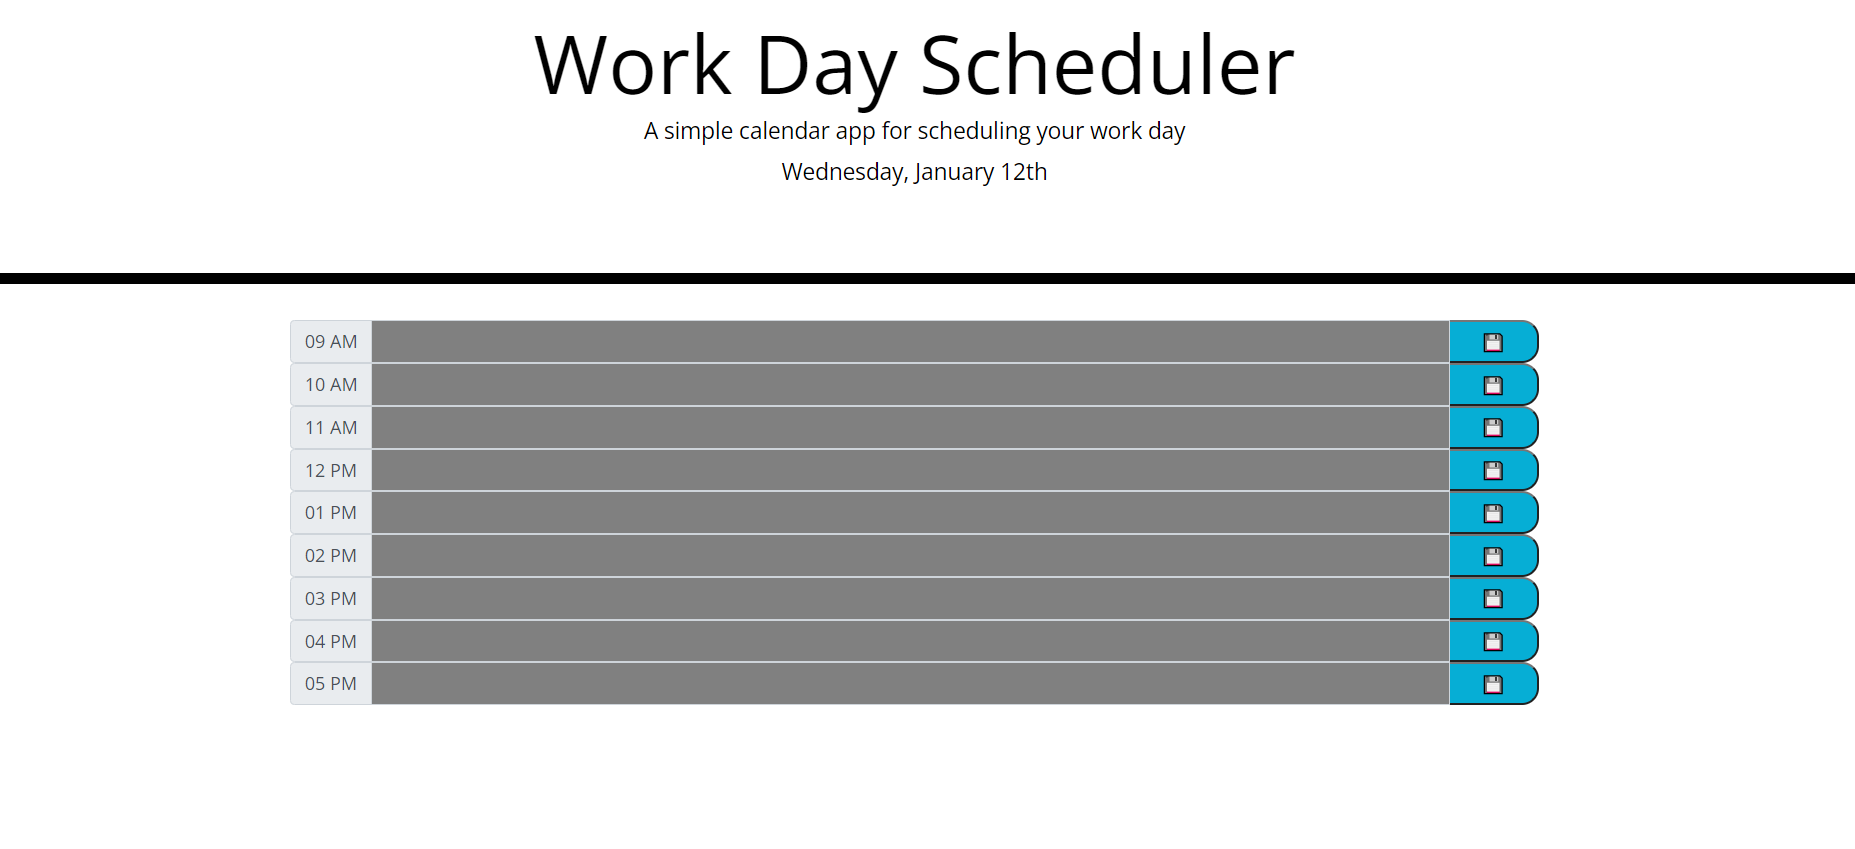 Work Day Scheduler
A simple calendar app for scheduling your work day
Wednesday, January 12th
09 AM
10 AM
11 AM
12 PM
01 PM
02 PM
03 PM
04 PM
05 PM